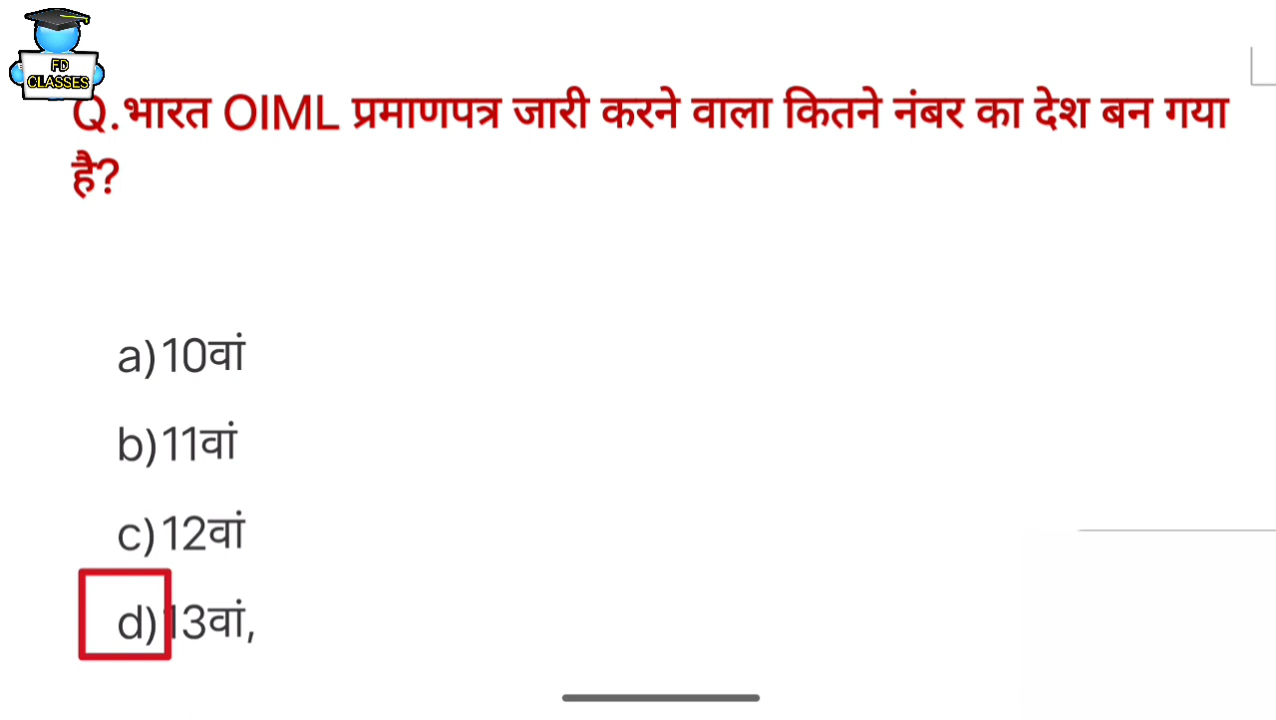 FD
CLASSES
Q.भारत OIML प्रमाणपत्र जारी करने वाला कितने नंबर का देश बन गया
है?
a)10वां
b)11वां
c)12वां
d)13वां,